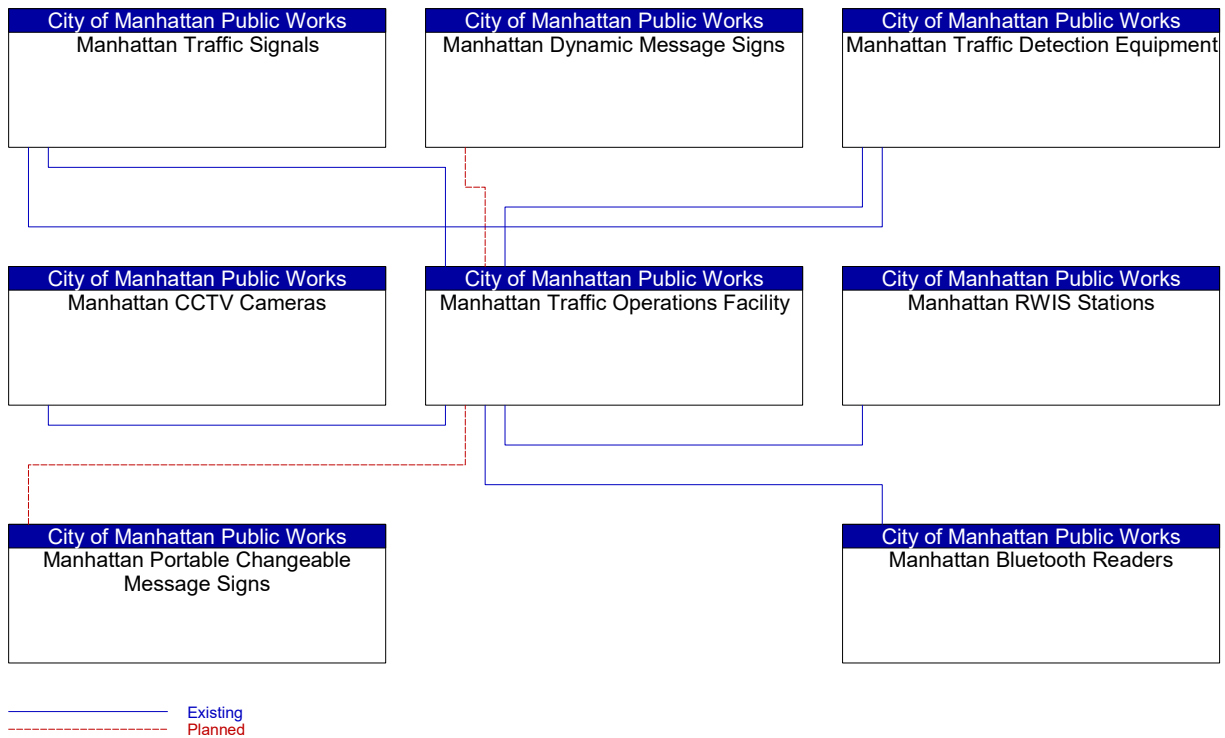 City of Manhattan Public Works
Manhattan Traffic Signals
City of Manhattan Public Works
Manhattan Dynamic Message Signs
City of Manhattan Public Works
Manhattan Traffic Detection Equipment
City of Manhattan Public Works
Manhattan CCTV Cameras
City of Manhattan Public Works
Manhattan Traffic Operations Facility
City of Manhattan Public Works
Manhattan RWIS Stations
City of Manhattan Public Works
Manhattan Portable Changeable
Message Signs
City of Manhattan Public Works
Manhattan Bluetooth Readers
Existing
Planned